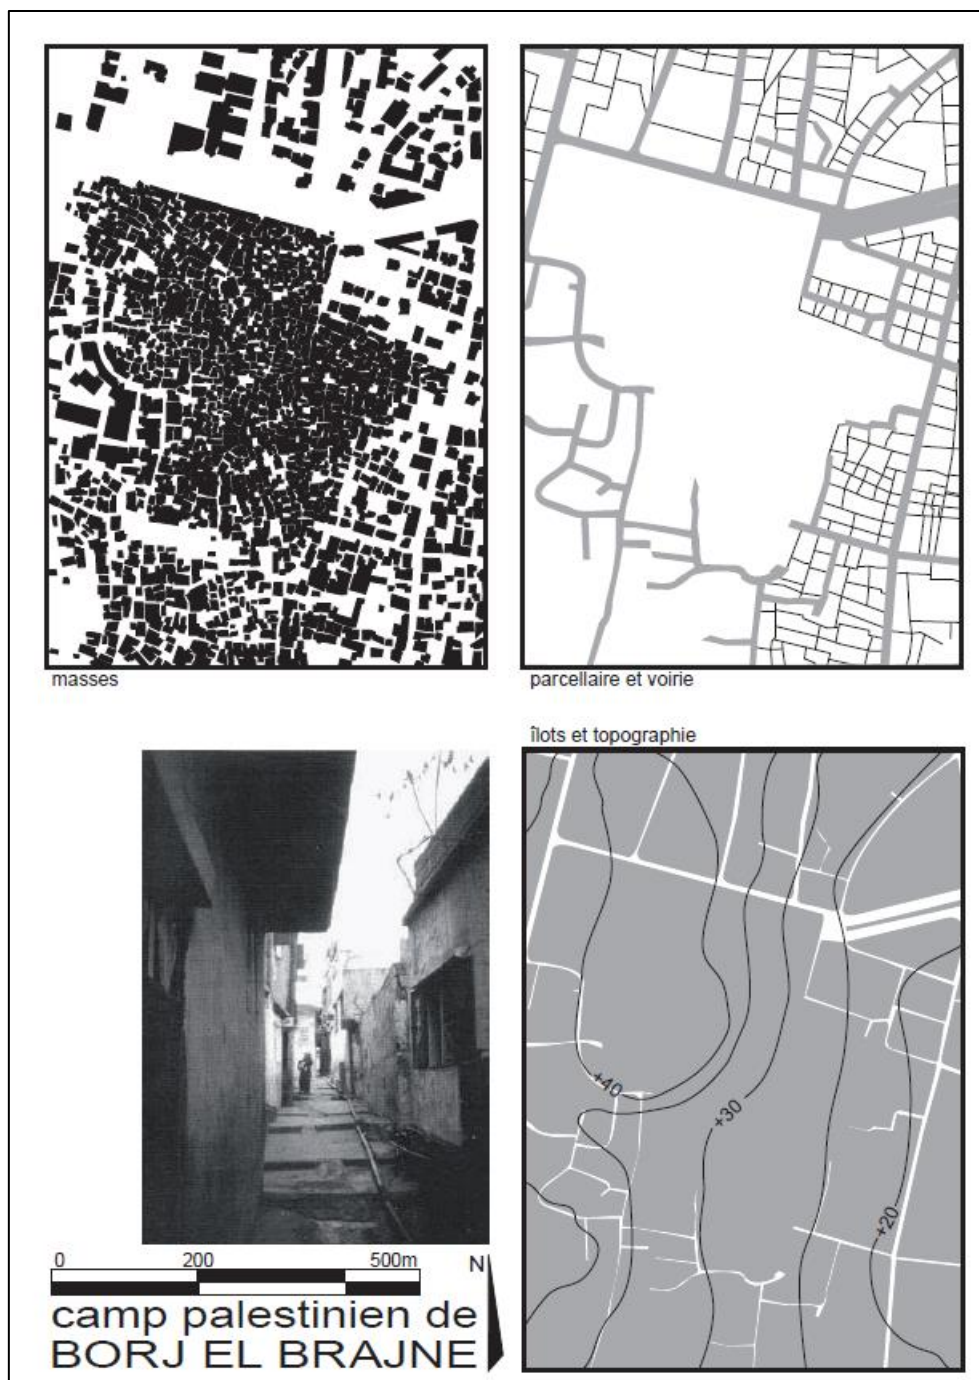 masses
parcellaire et voirie
îlots et topographie
+40
+30
+20
0 200 500m
N
camp palestinien de
BORJ EL BRAJNE